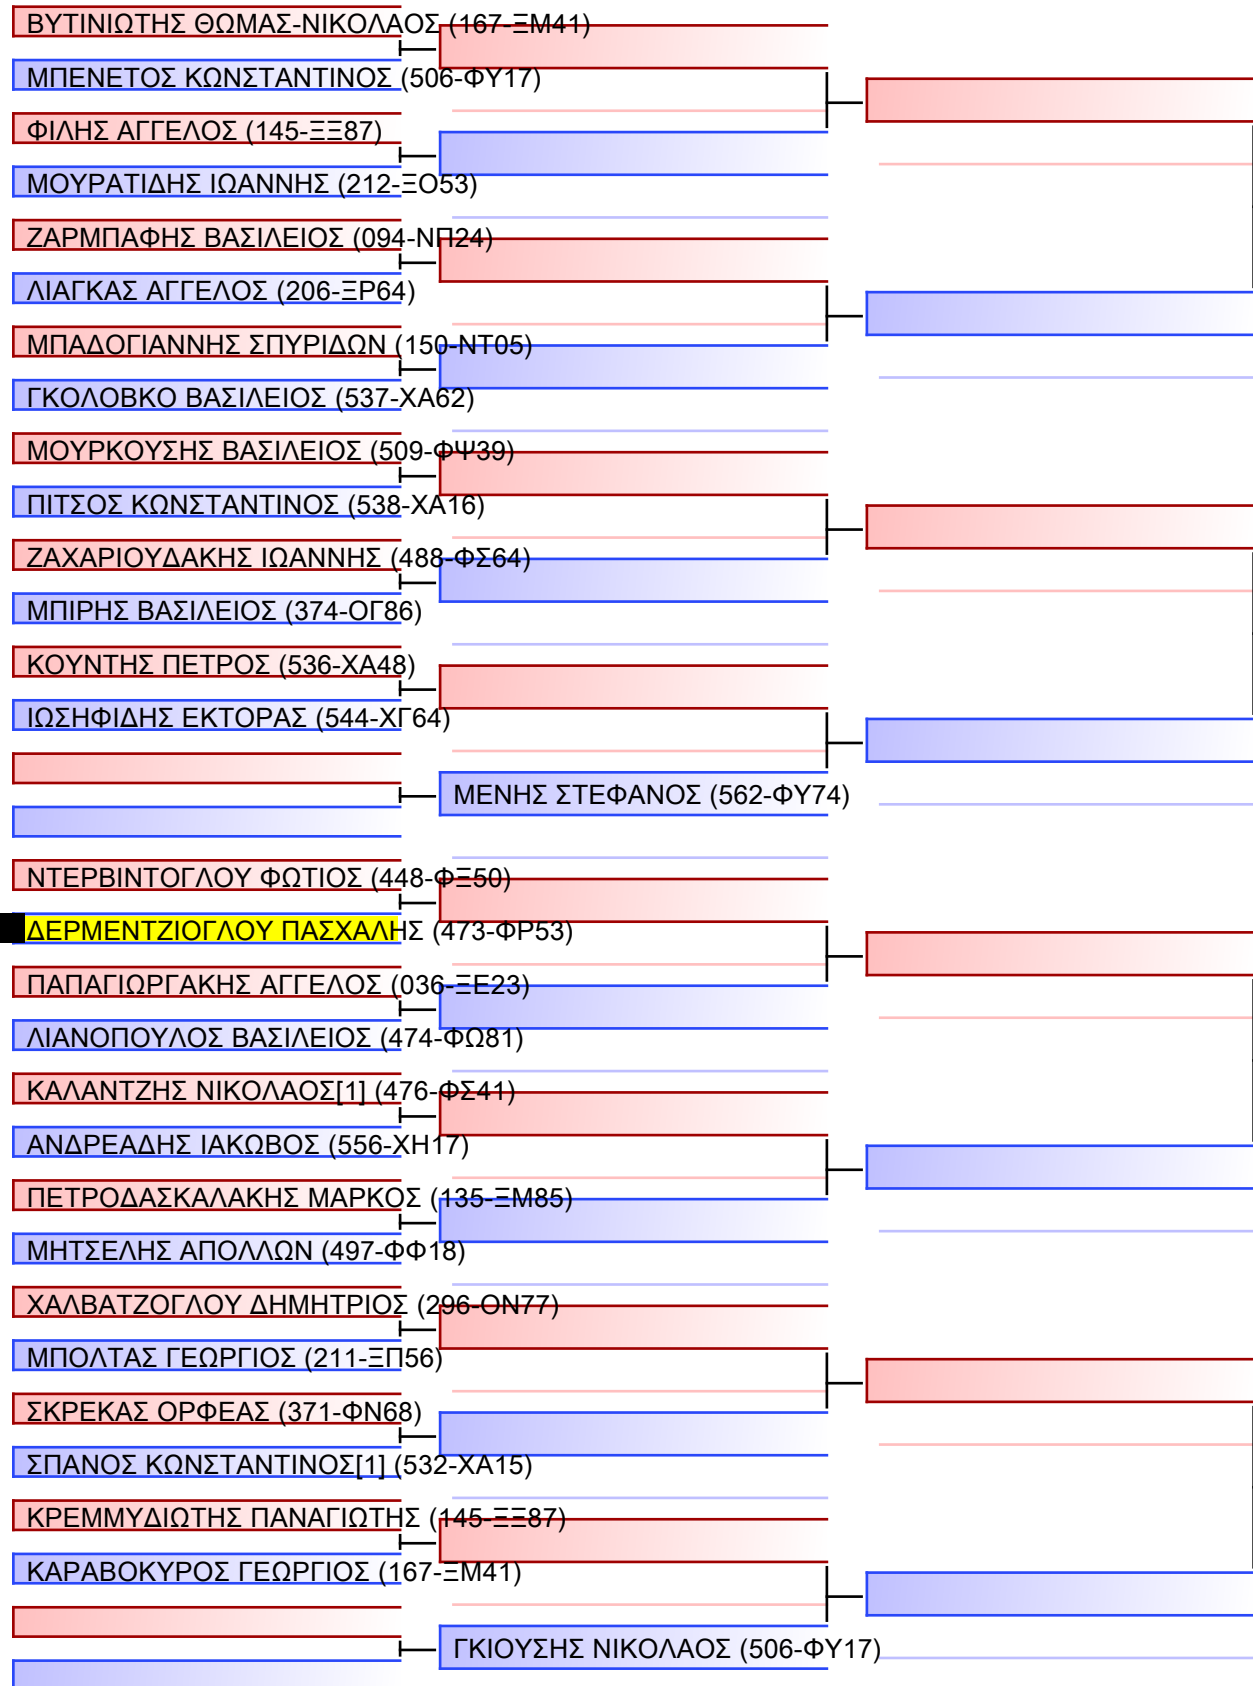 ΒΥΤΙΝΙΩΤΗΣ ΘΩΜΑΣ-ΝΙΚΟΛΑΟΣ (167-ΞΜ41)
ΜΠΕΝΕΤΟΣ ΚΩΝΣΤΑΝΤΙΝΟΣ (506-ΦΥ17)
ΦΙΛΗΣ ΑΓΓΕΛΟΣ (145-ΞΞ87)
ΜΟΥΡΑΤΙΔΗΣ ΙΩΑΝΝΗΣ (212-ΞΟ53)
ΖΑΡΜΠΑΦΗΣ ΒΑΣΙΛΕΙΟΣ (094-ΝΠ24)
ΛΙΑΓΚΑΣ ΑΓΓΕΛΟΣ (206-ΞΡ64)
ΜΠΑΔΟΓΙΑΝΝΗΣ ΣΠΥΡΙΔΩΝ (150-ΝΤ05)
ΓΚΟΛΟΒΚΟ ΒΑΣΙΛΕΙΟΣ (537-ΧΑ62)
ΜΟΥΡΚΟΥΣΗΣ ΒΑΣΙΛΕΙΟΣ (509-ΦΨ39)
ΠΙΤΣΟΣ ΚΩΝΣΤΑΝΤΙΝΟΣ (538-ΧΑ16)
ΖΑΧΑΡΙΟΥΔΑΚΗΣ ΙΩΑΝΝΗΣ (488-ΦΣ64)
ΜΠΙΡΗΣ ΒΑΣΙΛΕΙΟΣ (374-ΟΓ86)
ΚΟΥΝΤΗΣ ΠΕΤΡΟΣ (536-ΧΑ48)
ΙΩΣΗΦΙΔΗΣ ΕΚΤΟΡΑΣ (544-ΧΓ64)
ΜΕΝΗΣ ΣΤΕΦΑΝΟΣ (562-ΦΥ74)
ΝΤΕΡΒΙΝΤΟΓΛΟΥ ΦΩΤΙΟΣ (448-ΦΞ50)
ΔΕΡΜΕΝΤΖΙΟΓΛΟΥ ΠΑΣΧΑΛΗΣ (473-ΦΡ53)
ΠΑΠΑΓΙΩΡΓΑΚΗΣ ΑΓΓΕΛΟΣ (036-ΞΕ23)
ΛΙΑΝΟΠΟΥΛΟΣ ΒΑΣΙΛΕΙΟΣ (474-ΦΩ81)
ΚΑΛΑΝΤΖΗΣ ΝΙΚΟΛΑΟΣ[1] (476-ΦΣ41)
ΑΝΔΡΕΑΔΗΣ ΙΑΚΩΒΟΣ (556-ΧΗ17)
ΠΕΤΡΟΔΑΣΚΑΛΑΚΗΣ ΜΑΡΚΟΣ (135-ΞΜ85)
ΜΗΤΣΕΛΗΣ ΑΠΟΛΛΩΝ (497-ΦΦ18)
ΧΑΛΒΑΤΖΟΓΛΟΥ ΔΗΜΗΤΡΙΟΣ (296-ΟΝ77)
ΜΠΟΛΤΑΣ ΓΕΩΡΓΙΟΣ (211-ΞΠ56)
ΣΚΡΕΚΑΣ ΟΡΦΕΑΣ (371-ΦΝ68)
ΣΠΑΝΟΣ ΚΩΝΣΤΑΝΤΙΝΟΣ[1] (532-ΧΑ15)
ΚΡΕΜΜΥΔΙΩΤΗΣ ΠΑΝΑΓΙΩΤΗΣ (145-ΞΞ87)
ΚΑΡΑΒΟΚΥΡΟΣ ΓΕΩΡΓΙΟΣ (167-ΞΜ41)
ΓΚΙΟΥΣΗΣ ΝΙΚΟΛΑΟΣ (506-ΦΥ17)